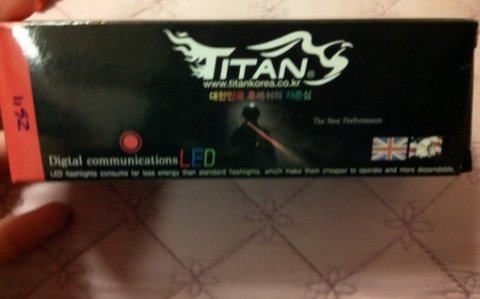 TITAN®
www.titankorea.co.kr
대한민국 후레쉬의 자존심
The Best Performance
Digtal communications LED
LED flashlights consume far less energy than standard flashlights, which make them cheaper to operate and more dependable.